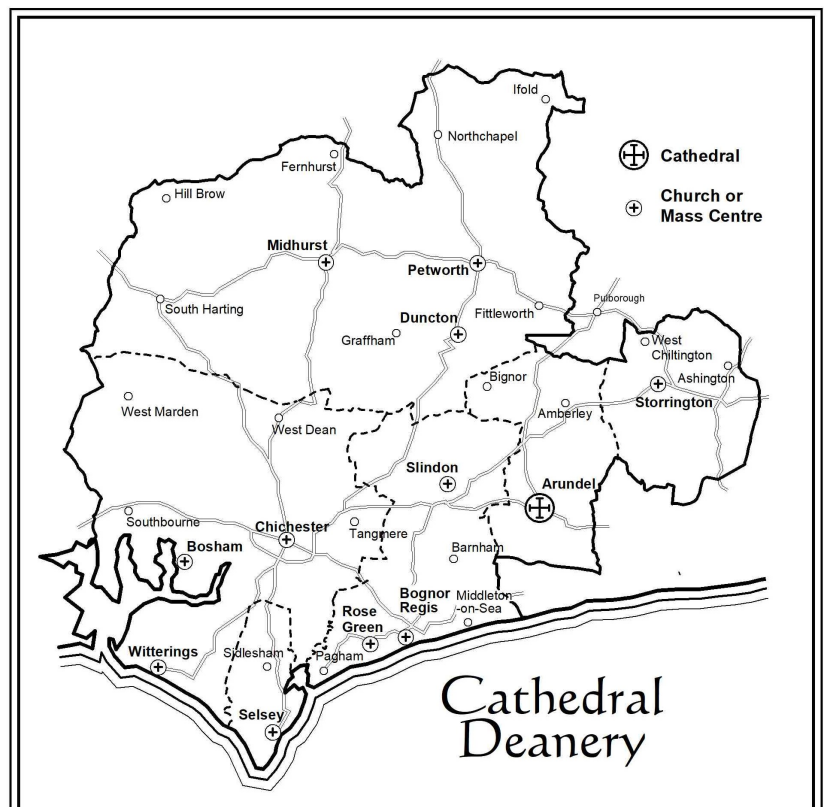 Ifold
Northchapel
Fernhurst
Cathedral
Hill Brow
Church or
Mass Centre
Midhurst
Petworth
South Harting
Duncton
Fittleworth
Pulborough
Graffham
West
Chiltington
Bignor
Ashington
West Marden
Amberley
Storrington
West Dean
Slindon
Arundel
Southbourne
Chichester
Tangmere
Bosham
Barnham
Bognor
Regis
Middleton
-on-Sea
Rose
Green
Witterings
Sidlesham
Pagham
Selsey
Cathedral
Deanery